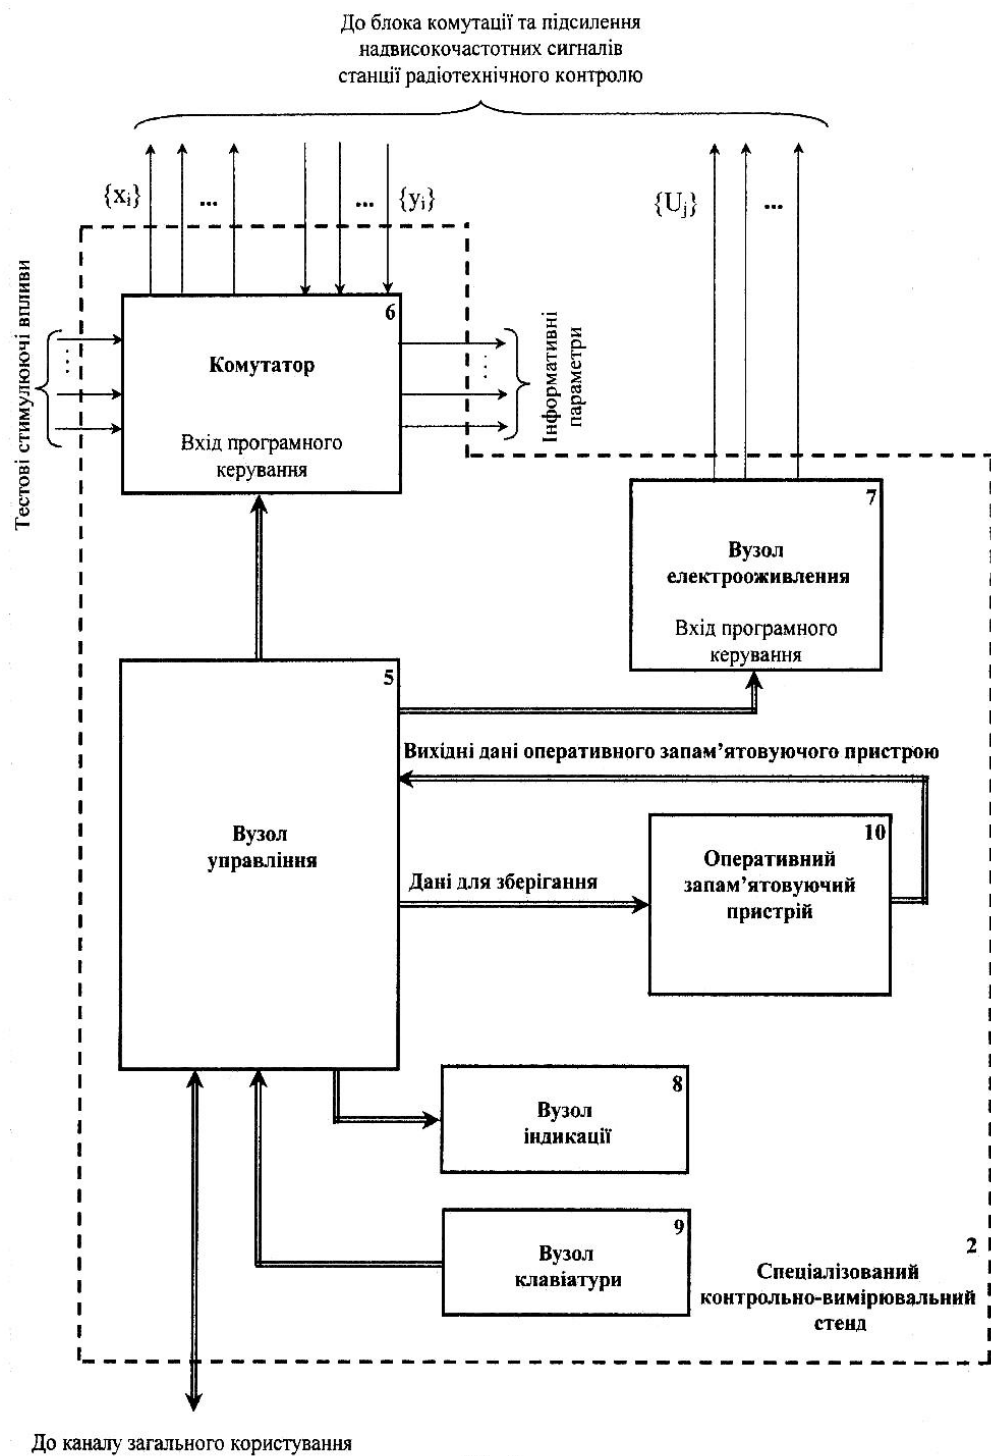 До блока комутації та підсилення
надвисокочастотних сигналів
станції радіотехнічного контролю
{xᵢ}
...
...
{yᵢ}
{Uⱼ}
...
Тестові стимулюючі впливи
6
Комутатор
Вхід програмного
керування
Інформативні
параметри
7
Вузол
електрооживлення
Вхід програмного
керування
5
Вузол
управління
Вихідні дані оперативного запам’ятовуючого пристрою
10
Оперативний
запам’ятовуючий
пристрій
Дані для зберігання
8
Вузол
індикації
9
Вузол
клавіатури
2
Спеціалізований
контрольно-вимірювальний
стенд
До каналу загального користування